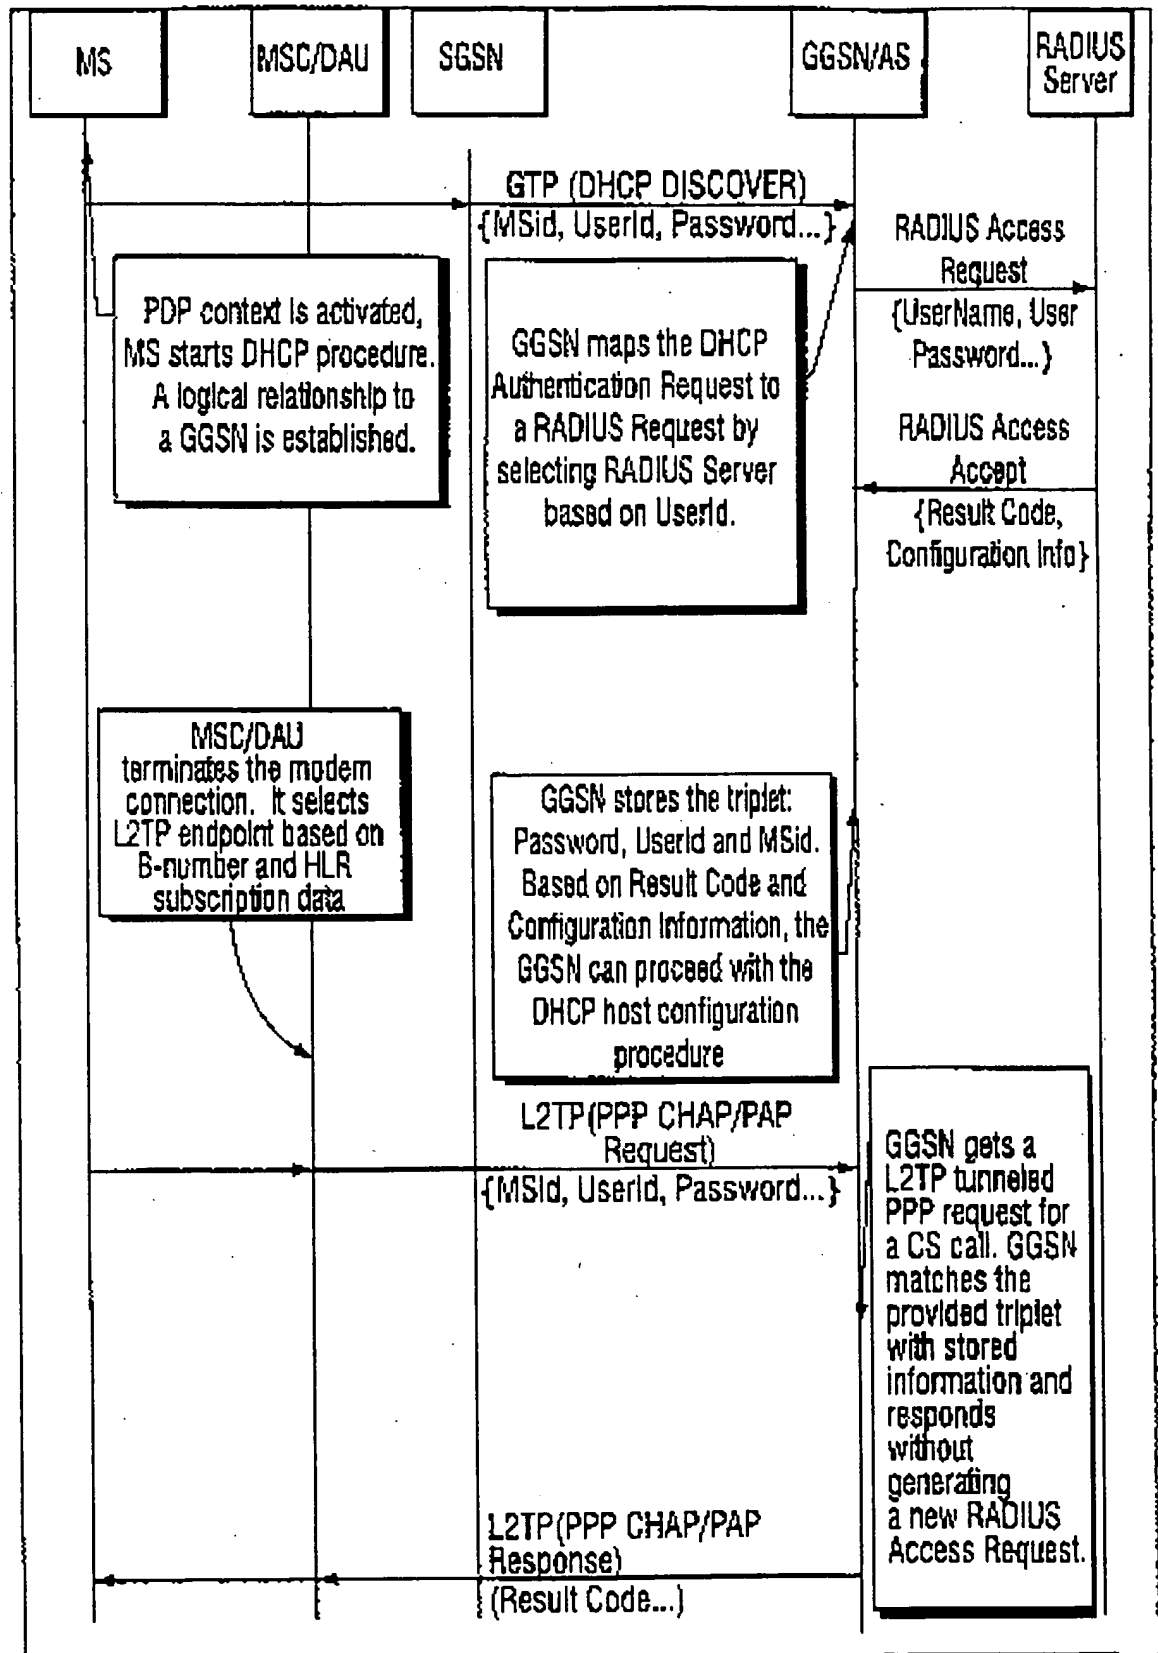 MS
MSC/DAU
SGSN
GGSN/AS
RADIUS
Server
GTP (DHCP DISCOVER)
{MSid, UserId, Password...}
RADIUS Access
Request
{UserName, User
Password...}
PDP context is activated,
MS starts DHCP procedure.
A logical relationship to
a GGSN is established.
GGSN maps the DHCP
Authentication Request to
a RADIUS Request by
selecting RADIUS Server
based on UserId.
RADIUS Access
Accept
{Result Code,
Configuration Info}
MSC/DAU
terminates the modem
connection. It selects
L2TP endpoint based on
B-number and HLR
subscription data
GGSN stores the triplet:
Password, UserId and MSid.
Based on Result Code and
Configuration Information, the
GGSN can proceed with the
DHCP host configuration
procedure
L2TP(PPP CHAP/PAP
Request)
{MSId, UserId, Password...}
GGSN gets a
L2TP tunneled
PPP request for
a CS call. GGSN
matches the
provided triplet
with stored
information and
responds
without
generating
a new RADIUS
Access Request.
L2TP(PPP CHAP/PAP
Response)
(Result Code...)